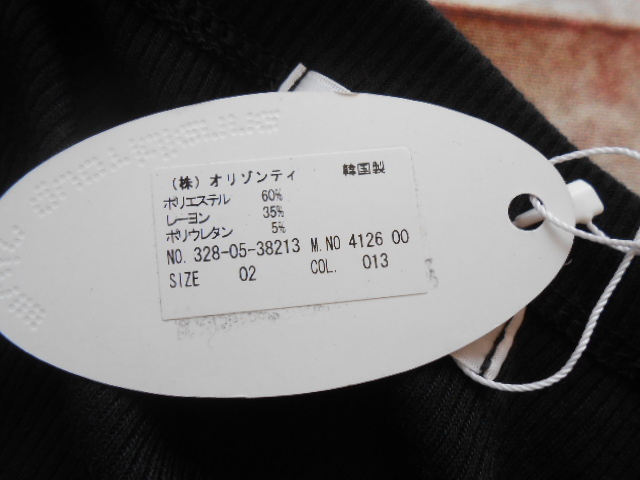 (株) オリゾンティ 韓国製
ポリエステル 60%
レーヨン 35%
ポリウレタン 5%
NO. 328-05-38213 M.NO 4126 00
SIZE 02 COL. 013